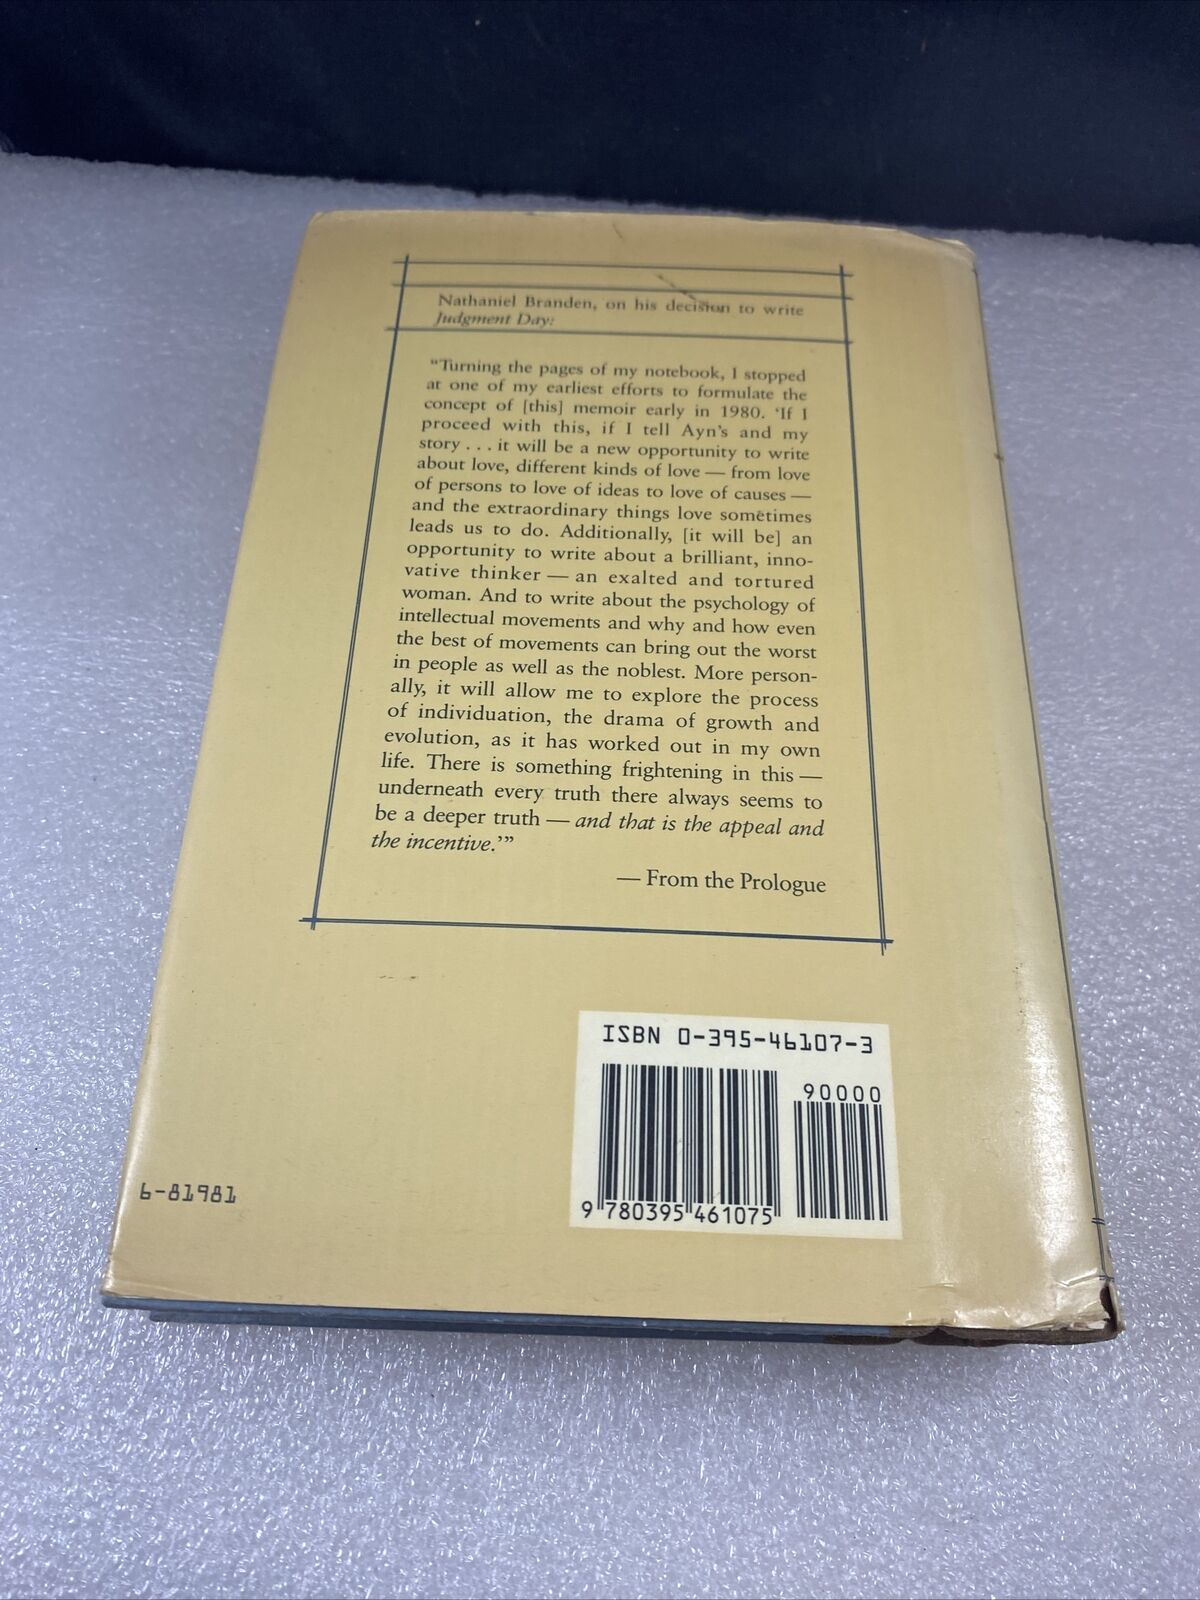 Nathaniel Branden, on his decision to write
Judgment Day:
“Turning the pages of my notebook, I stopped
at one of my earliest efforts to formulate the
concept of [this] memoir early in 1980. ‘If I
proceed with this, if I tell Ayn’s and my
story . . . it will be a new opportunity to write
about love, different kinds of love — from love
of persons to love of ideas to love of causes —
and the extraordinary things love sometimes
leads us to do. Additionally, [it will be] an
opportunity to write about a brilliant, inno-
vative thinker — an exalted and tortured
woman. And to write about the psychology of
intellectual movements and why and how even
the best of movements can bring out the worst
in people as well as the noblest. More person-
ally, it will allow me to explore the process
of individuation, the drama of growth and
evolution, as it has worked out in my own
life. There is something frightening in this —
underneath every truth there always seems to
be a deeper truth — and that is the appeal and
the incentive.’”
— From the Prologue
ISBN 0-395-46107-3
90000
9 780395 461075
6-81981